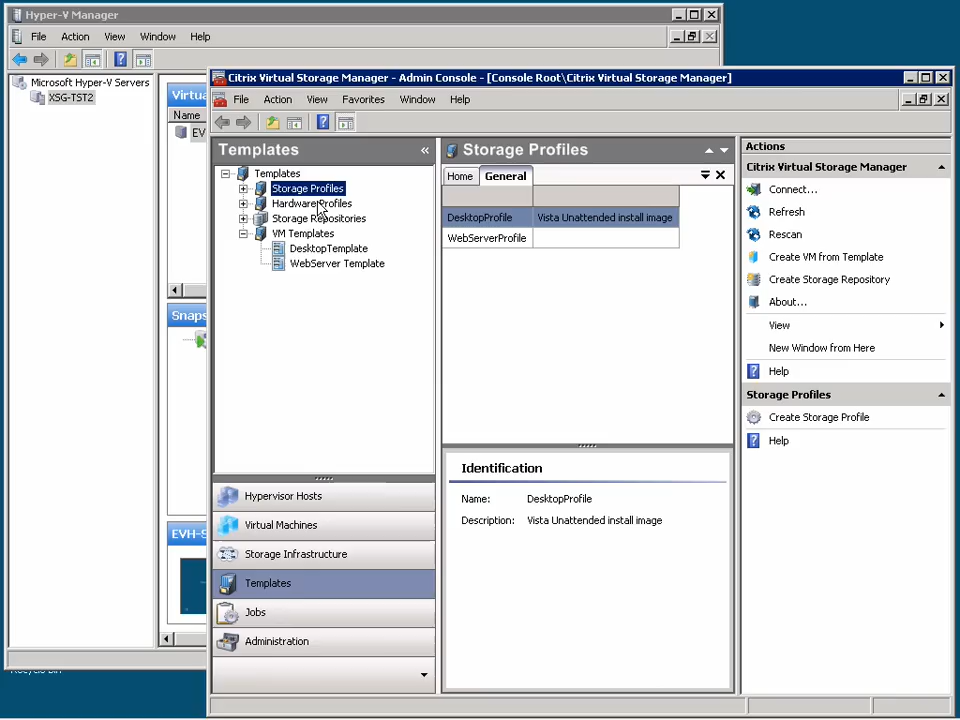 Hyper-V Manager
File Action View Window Help
Microsoft Hyper-V Servers
XSG-TST2
Virtua
Name
EV
Snaps
EVH-S
Citrix Virtual Storage Manager - Admin Console - [Console Root\Citrix Virtual Storage Manager]
File Action View Favorites Window Help
Templates
Templates
Storage Profiles
Hardware Profiles
Storage Repositories
VM Templates
DesktopTemplate
WebServer Template
Hypervisor Hosts
Virtual Machines
Storage Infrastructure
Templates
Jobs
Administration
Storage Profiles
Home General
DesktopProfile Vista Unattended install image
WebServerProfile
Identification
Name: DesktopProfile
Description: Vista Unattended install image
Actions
Citrix Virtual Storage Manager
Connect...
Refresh
Rescan
Create VM from Template
Create Storage Repository
About...
View
New Window from Here
Help
Storage Profiles
Create Storage Profile
Help